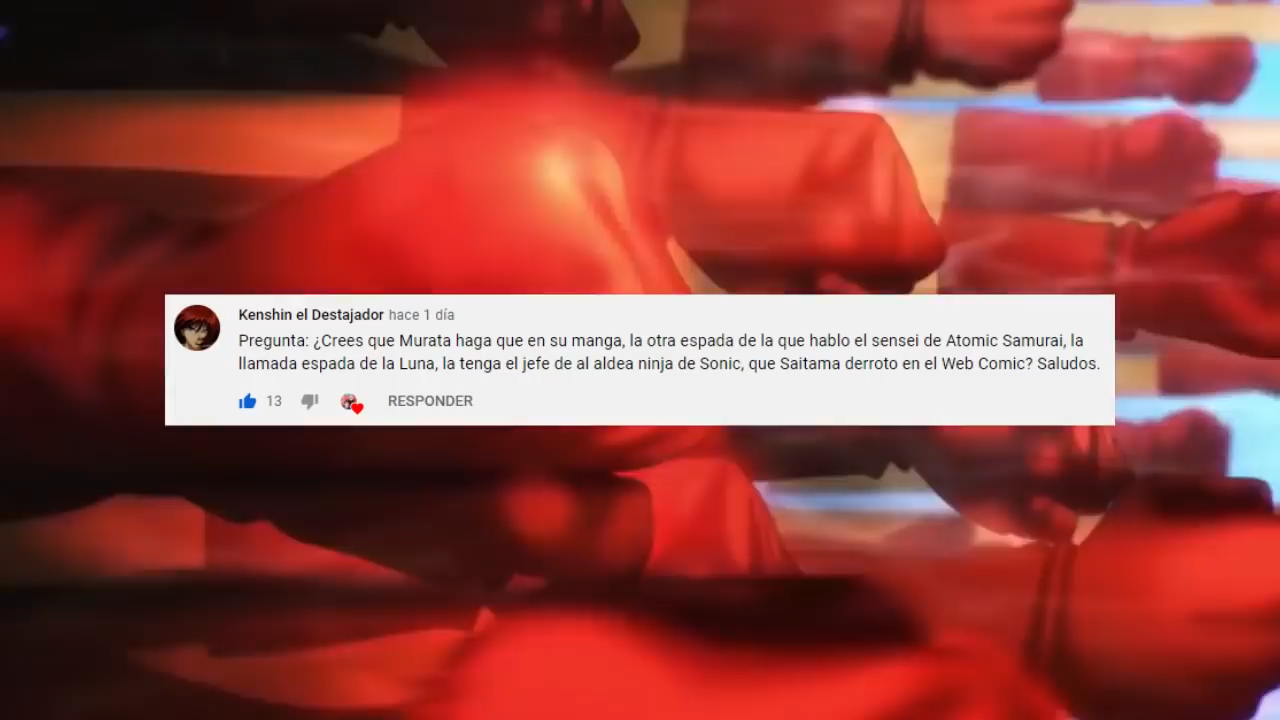 Kenshin el Destajador hace 1 día
Pregunta: ¿Crees que Murata haga que en su manga, la otra espada de la que hablo el sensei de Atomic Samurai, la
llamada espada de la Luna, la tenga el jefe de al aldea ninja de Sonic, que Saitama derroto en el Web Comic? Saludos.
13 RESPONDER